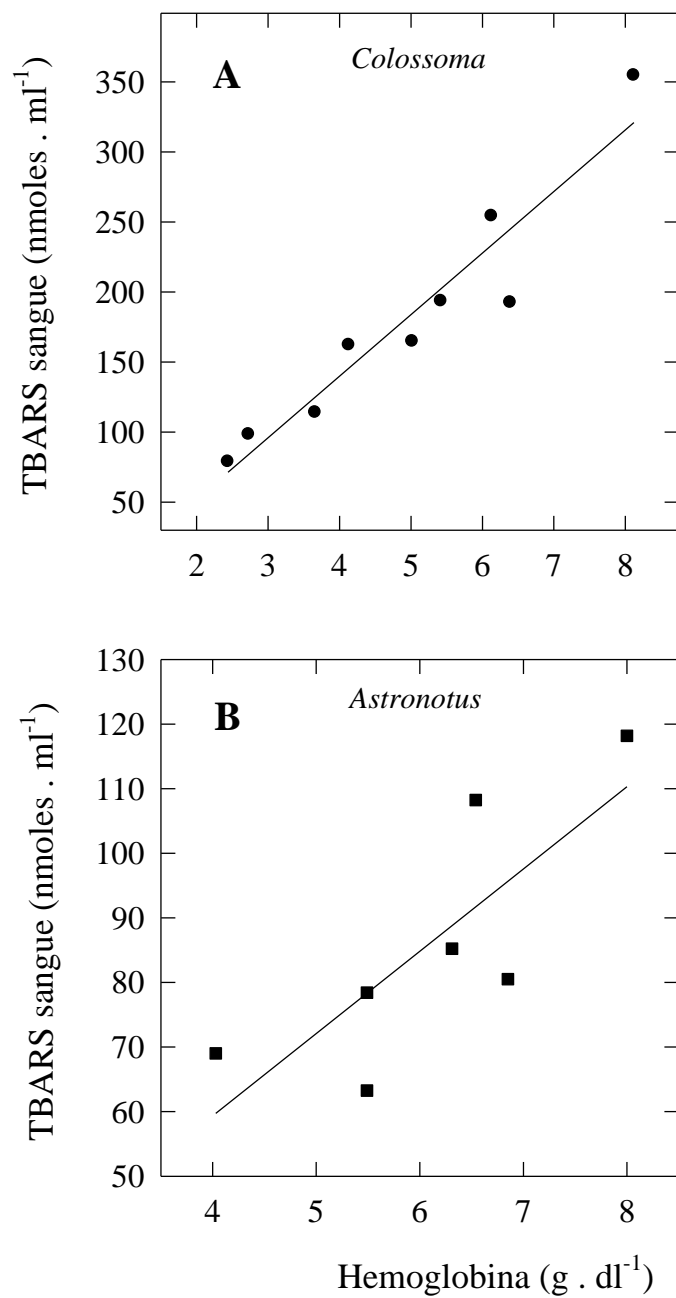 A
Colossoma
TBARS sangue (nmoles . ml⁻¹)
350
300
250
200
150
100
50
2 3 4 5 6 7 8
B
Astronotus
TBARS sangue (nmoles . ml⁻¹)
130
120
110
100
90
80
70
60
50
4 5 6 7 8
Hemoglobina (g . dl⁻¹)